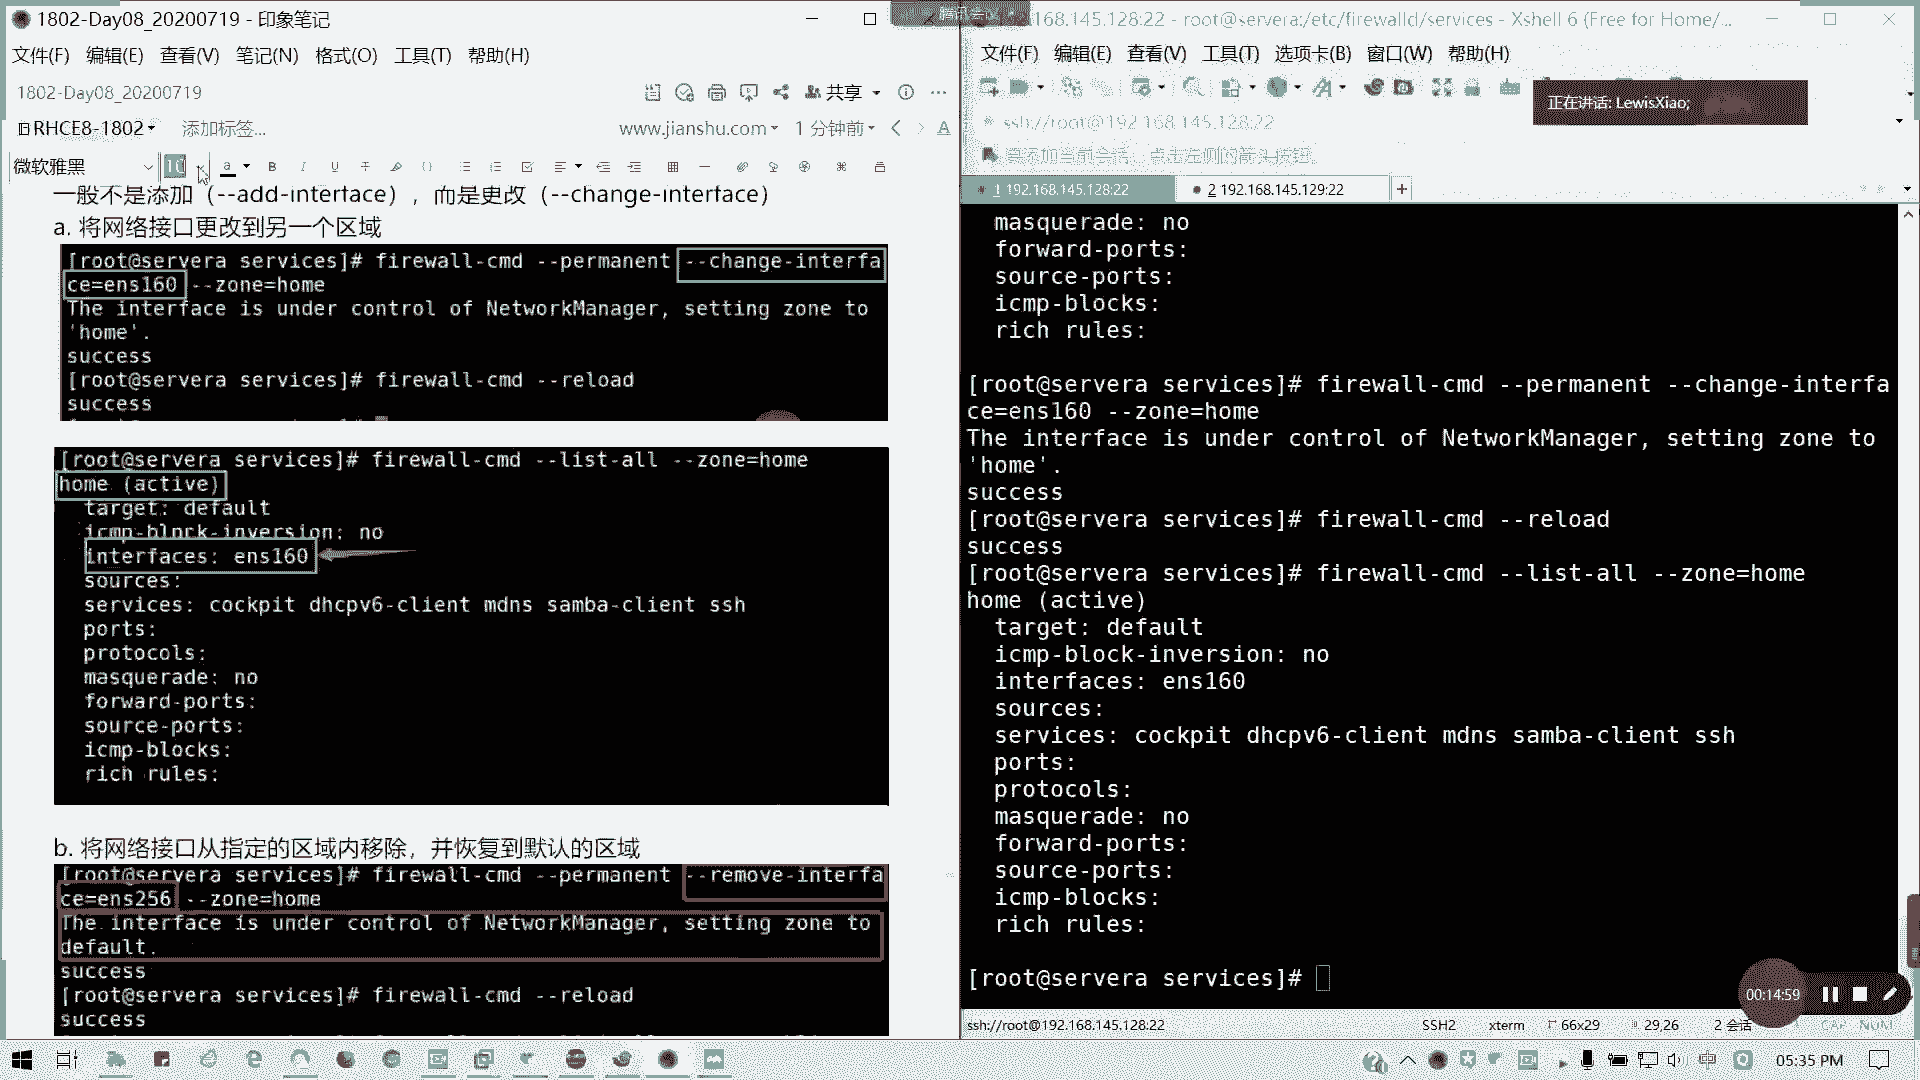 1802-Day08_20200719 - 印象笔记
文件(F) 编辑(E) 查看(V) 笔记(N) 格式(O) 工具(T) 帮助(H)
1802-Day08_20200719
共享
RHCE8-1802
添加标签...
www.jianshu.com
1 分钟前
微软雅黑
10
一般不是添加（--add-interface），而是更改（--change-interface）
a. 将网络接口更改到另一个区域
[root@servera services]# firewall-cmd --permanent --change-interfa
ce=ens160 --zone=home
The interface is under control of NetworkManager, setting zone to
'home'.
success
[root@servera services]# firewall-cmd --reload
success
[root@servera services]# firewall-cmd --list-all --zone=home
home (active)
target: default
icmp-block-inversion: no
interfaces: ens160
sources:
services: cockpit dhcpv6-client mdns samba-client ssh
ports:
protocols:
masquerade: no
forward-ports:
source-ports:
icmp-blocks:
rich rules:
b. 将网络接口从指定的区域内移除，并恢复到默认的区域
[root@servera services]# firewall-cmd --permanent --remove-interfa
ce=ens256 --zone=home
The interface is under control of NetworkManager, setting zone to
default.
success
[root@servera services]# firewall-cmd --reload
success
腾讯会议
.168.145.128:22 - root@servera:/etc/firewalld/services - Xshell 6 (Free for Home/...
文件(F) 编辑(E) 查看(V) 工具(T) 选项卡(B) 窗口(W) 帮助(H)
正在讲话: LewisXiao;
ssh://root@192.168.145.128:22
要添加当前会话，点击左侧的箭头按钮。
1 192.168.145.128:22
2 192.168.145.129:22
masquerade: no
forward-ports:
source-ports:
icmp-blocks:
rich rules:
[root@servera services]# firewall-cmd --permanent --change-interfa
ce=ens160 --zone=home
The interface is under control of NetworkManager, setting zone to
'home'.
success
[root@servera services]# firewall-cmd --reload
success
[root@servera services]# firewall-cmd --list-all --zone=home
home (active)
target: default
icmp-block-inversion: no
interfaces: ens160
sources:
services: cockpit dhcpv6-client mdns samba-client ssh
ports:
protocols:
masquerade: no
forward-ports:
source-ports:
icmp-blocks:
rich rules:
[root@servera services]#
00:14:59
ssh://root@192.168.145.128:22 SSH2 xterm 66x29 29,26 2 会话 CAP NUM
中
05:35 PM